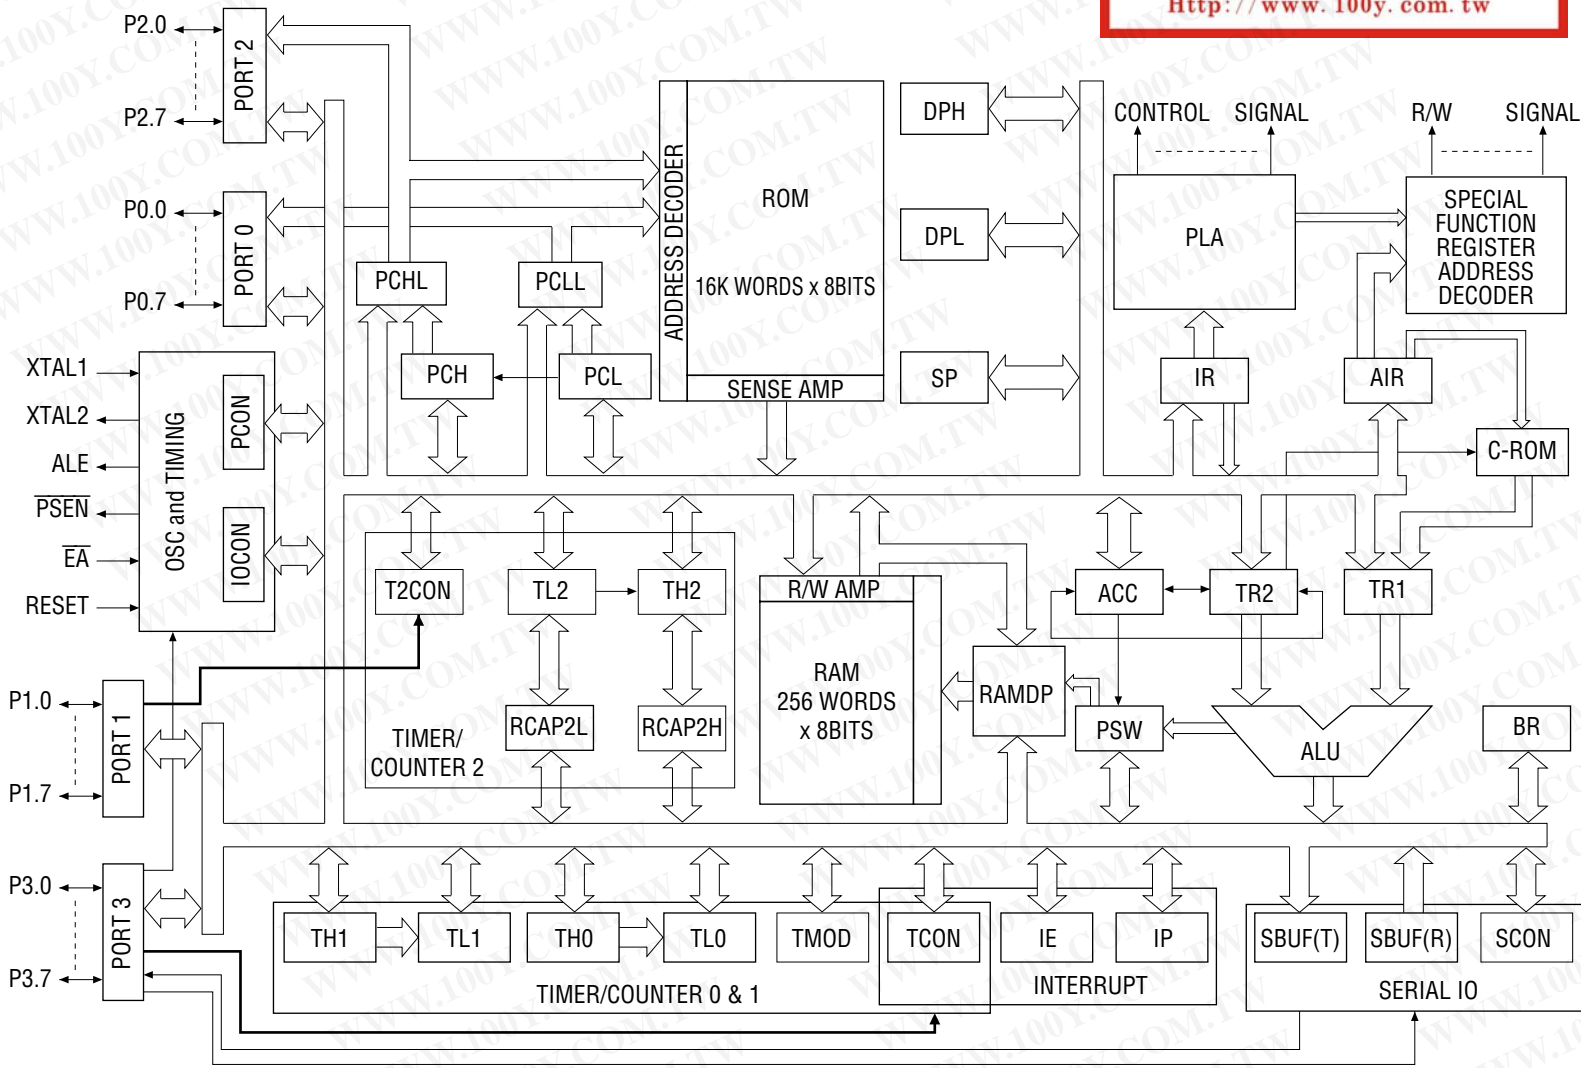 Http://www.100y.com.tw
P2.0
P2.7
PORT 2
P0.0
P0.7
PORT 0
XTAL1
XTAL2
ALE
PSEN
EA
RESET
OSC and TIMING
PCON
IOCON
P1.0
P1.7
PORT 1
P3.0
P3.7
PORT 3
PCHL
PCLL
PCH
PCL
ADDRESS DECODER
ROM
16K WORDS x 8BITS
SENSE AMP
DPH
DPL
SP
CONTROL SIGNAL
R/W SIGNAL
PLA
SPECIAL
FUNCTION
REGISTER
ADDRESS
DECODER
IR
AIR
C-ROM
T2CON
TL2
TH2
RCAP2L
RCAP2H
TIMER/
COUNTER 2
R/W AMP
RAM
256 WORDS
x 8BITS
RAMDP
ACC
TR2
TR1
PSW
ALU
BR
TH1
TL1
TH0
TL0
TMOD
TCON
IE
IP
TIMER/COUNTER 0 & 1
INTERRUPT
SBUF(T)
SBUF(R)
SCON
SERIAL IO
WWW.100Y.COM.TW